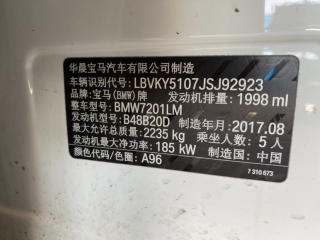 华晨宝马汽车有限公司制造
车辆识别代号: LBVKY5107JSJ92923
品牌: 宝马(BMW)牌 发动机排量: 1998 ml
整车型号: BMW7201LM
发动机型号: B48B20D 制造年月: 2017.08
最大允许总质量: 2235 kg 乘坐人数: 5 人
发动机最大净功率: 185 kW 制造国: 中国
颜色代码/色圈: A96
7 310 673